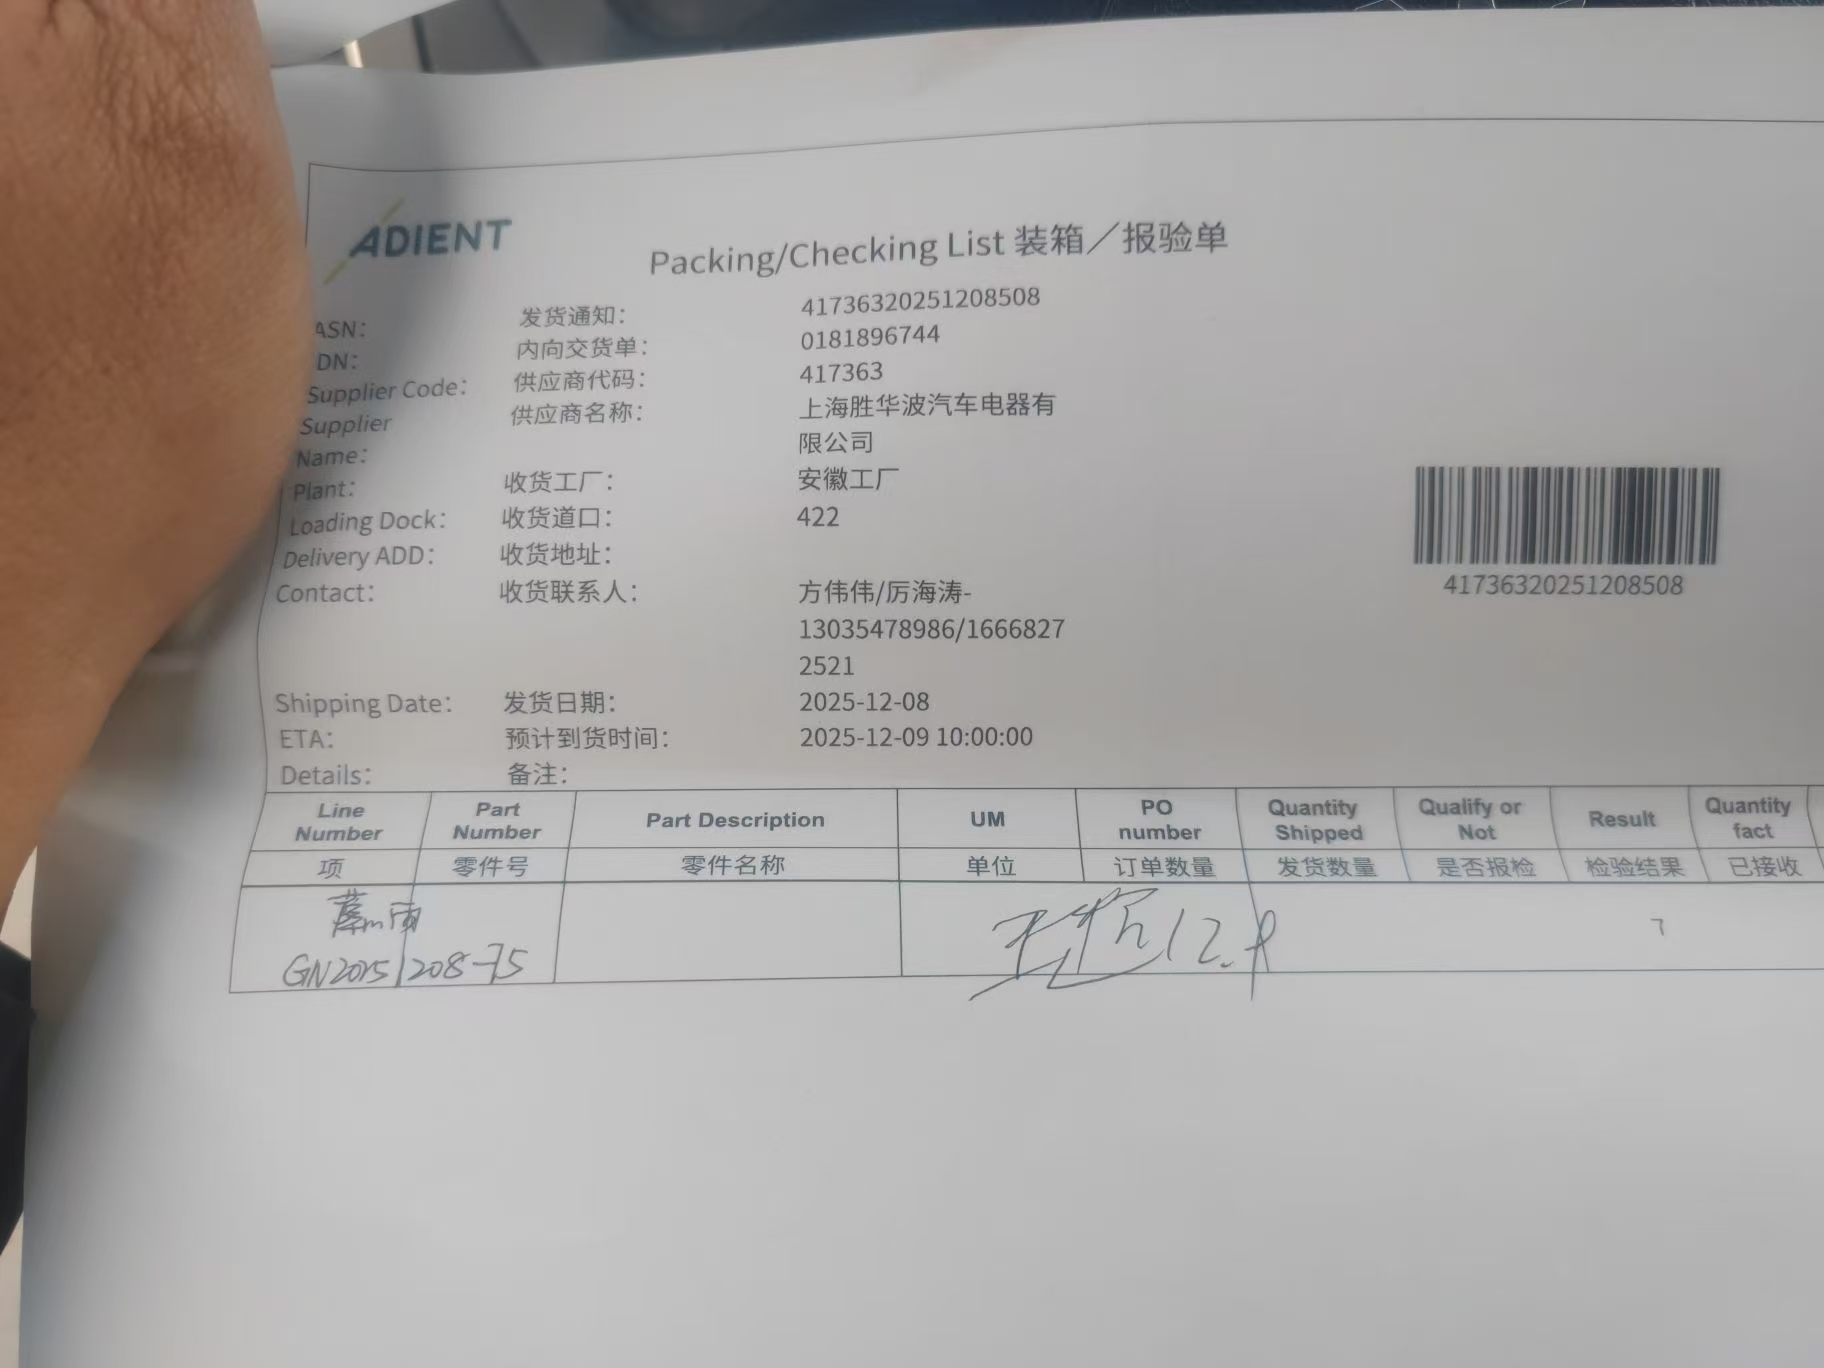 ADIENT
Packing/Checking List 装箱／报验单
ASN: 发货通知: 41736320251208508
DN: 内向交货单: 0181896744
Supplier Code: 供应商代码: 417363
Supplier 供应商名称: 上海胜华波汽车电器有
Name: 限公司
Plant: 收货工厂: 安徽工厂
Loading Dock: 收货道口: 422
Delivery ADD: 收货地址:
Contact: 收货联系人: 方伟伟/厉海涛-
13035478986/1666827
2521
41736320251208508
Shipping Date: 发货日期: 2025-12-08
ETA: 预计到货时间: 2025-12-09 10:00:00
Details: 备注:
Line Number Part Number Part Description UM PO number Quantity Shipped Qualify or Not Result Quantity fact
项 零件号 零件名称 单位 订单数量 发货数量 是否报检 检验结果 已接收
12.9
GN20251208-75